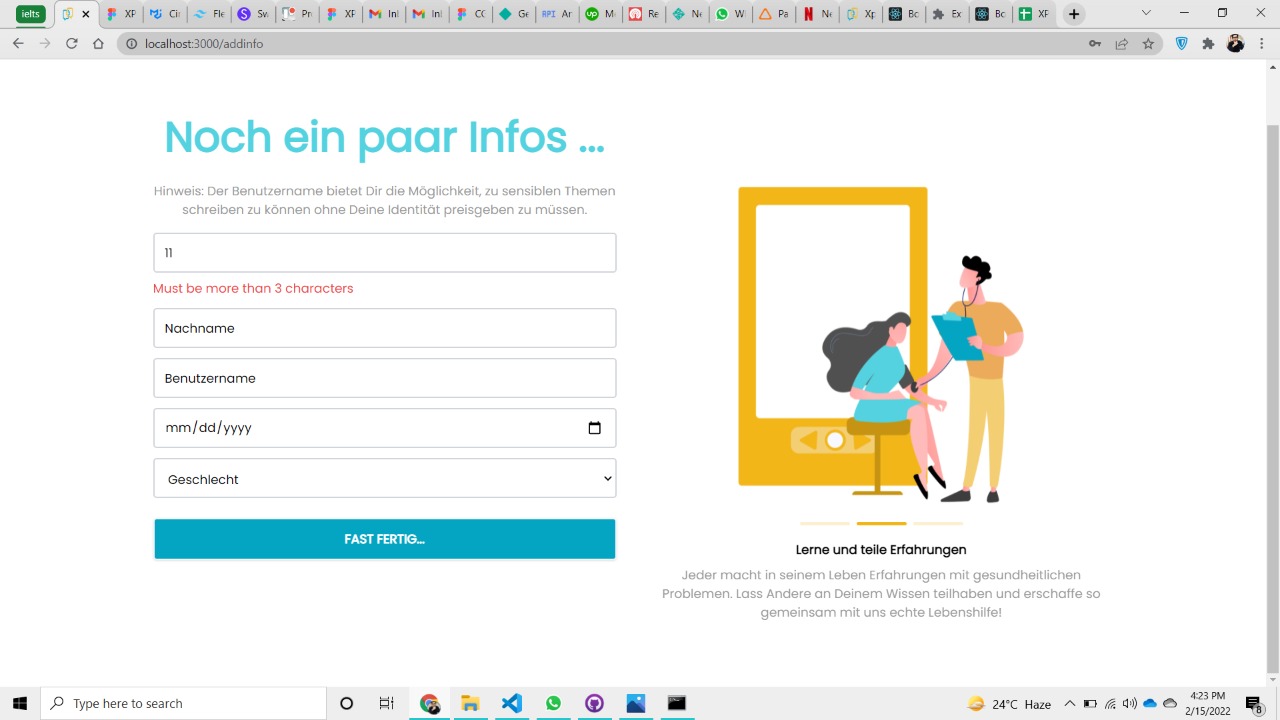 ielts
XF
Cl
Fle
Sv
Po
XF
Inl
Inl
C
Ge
Ar
M
Re
Ne
W
Pa
Ne
Xp
Bo
Ex
Bo
XF
localhost:3000/addinfo
Noch ein paar Infos ...
Hinweis: Der Benutzername bietet Dir die Möglichkeit, zu sensiblen Themen
schreiben zu können ohne Deine Identität preisgeben zu müssen.
11
Must be more than 3 characters
Nachname
Benutzername
mm/dd/yyyy
Geschlecht
FAST FERTIG...
Lerne und teile Erfahrungen
Jeder macht in seinem Leben Erfahrungen mit gesundheitlichen
Problemen. Lass Andere an Deinem Wissen teilhaben und erschaffe so
gemeinsam mit uns echte Lebenshilfe!
Type here to search
24°C Haze
4:23 PM
2/15/2022
8